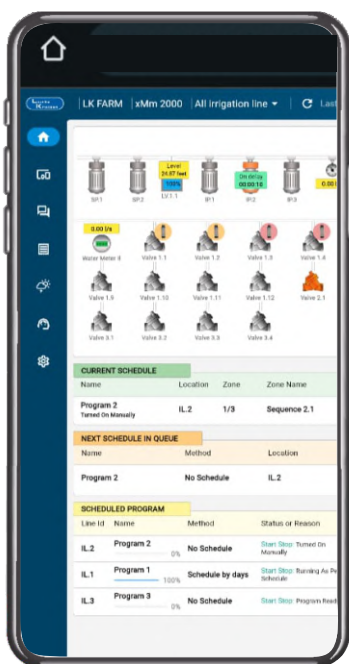 LK FARM | xMm 2000 | All irrigation line
Level
24.87 feet
100%
On delay
00:00:10
SP.1 SP.2 LV.1.1 IP.1 IP.2 IP.3
0.00 l/s
Water Meter Valve 1.1 Valve 1.2 Valve 1.3 Valve 1.4
Valve 1.9 Valve 1.10 Valve 1.11 Valve 1.12 Valve 2.1
Valve 3.1 Valve 3.2 Valve 3.3 Valve 3.4
CURRENT SCHEDULE
Name Location Zone Zone Name
Program 2 IL.2 1/3 Sequence 2.1
Turned On Manually
NEXT SCHEDULE IN QUEUE
Name Method Location
Program 2 No Schedule IL.2
SCHEDULED PROGRAM
Line Id Name Method Status or Reason
IL.2 Program 2 0% No Schedule Start Stop: Turned On
Manually
IL.1 Program 1 100% Schedule by days Start Stop: Running As Pe
Schedule
IL.3 Program 3 0% No Schedule Start Stop: Program Read